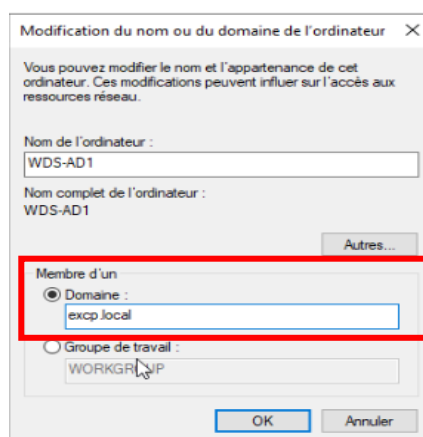 Modification du nom ou du domaine de l'ordinateur
Vous pouvez modifier le nom et l'appartenance de cet
ordinateur. Ces modifications peuvent influer sur l'accès aux
ressources réseau.
Nom de l'ordinateur :
WDS-AD1
Nom complet de l'ordinateur :
WDS-AD1
Autres...
Membre d'un
Domaine :
excp.local
Groupe de travail :
WORKGROUP
OK Annuler